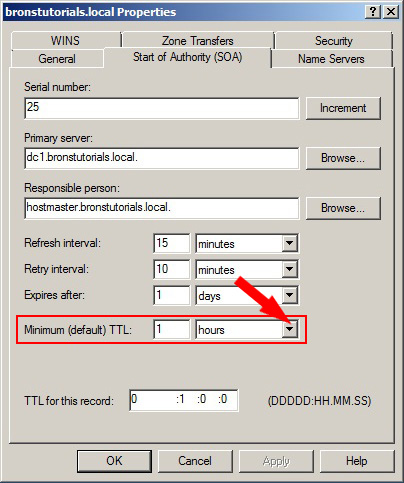 bronstutorials.local Properties
WINS Zone Transfers Security
General Start of Authority (SOA) Name Servers
Serial number:
25 Increment
Primary server:
dc1.bronstutorials.local. Browse...
Responsible person:
hostmaster.bronstutorials.local. Browse...
Refresh interval: 15 minutes
Retry interval: 10 minutes
Expires after: 1 days
Minimum (default) TTL: 1 hours
TTL for this record: 0 :1 :0 :0 (DDDDD:HH.MM.SS)
OK Cancel Apply Help